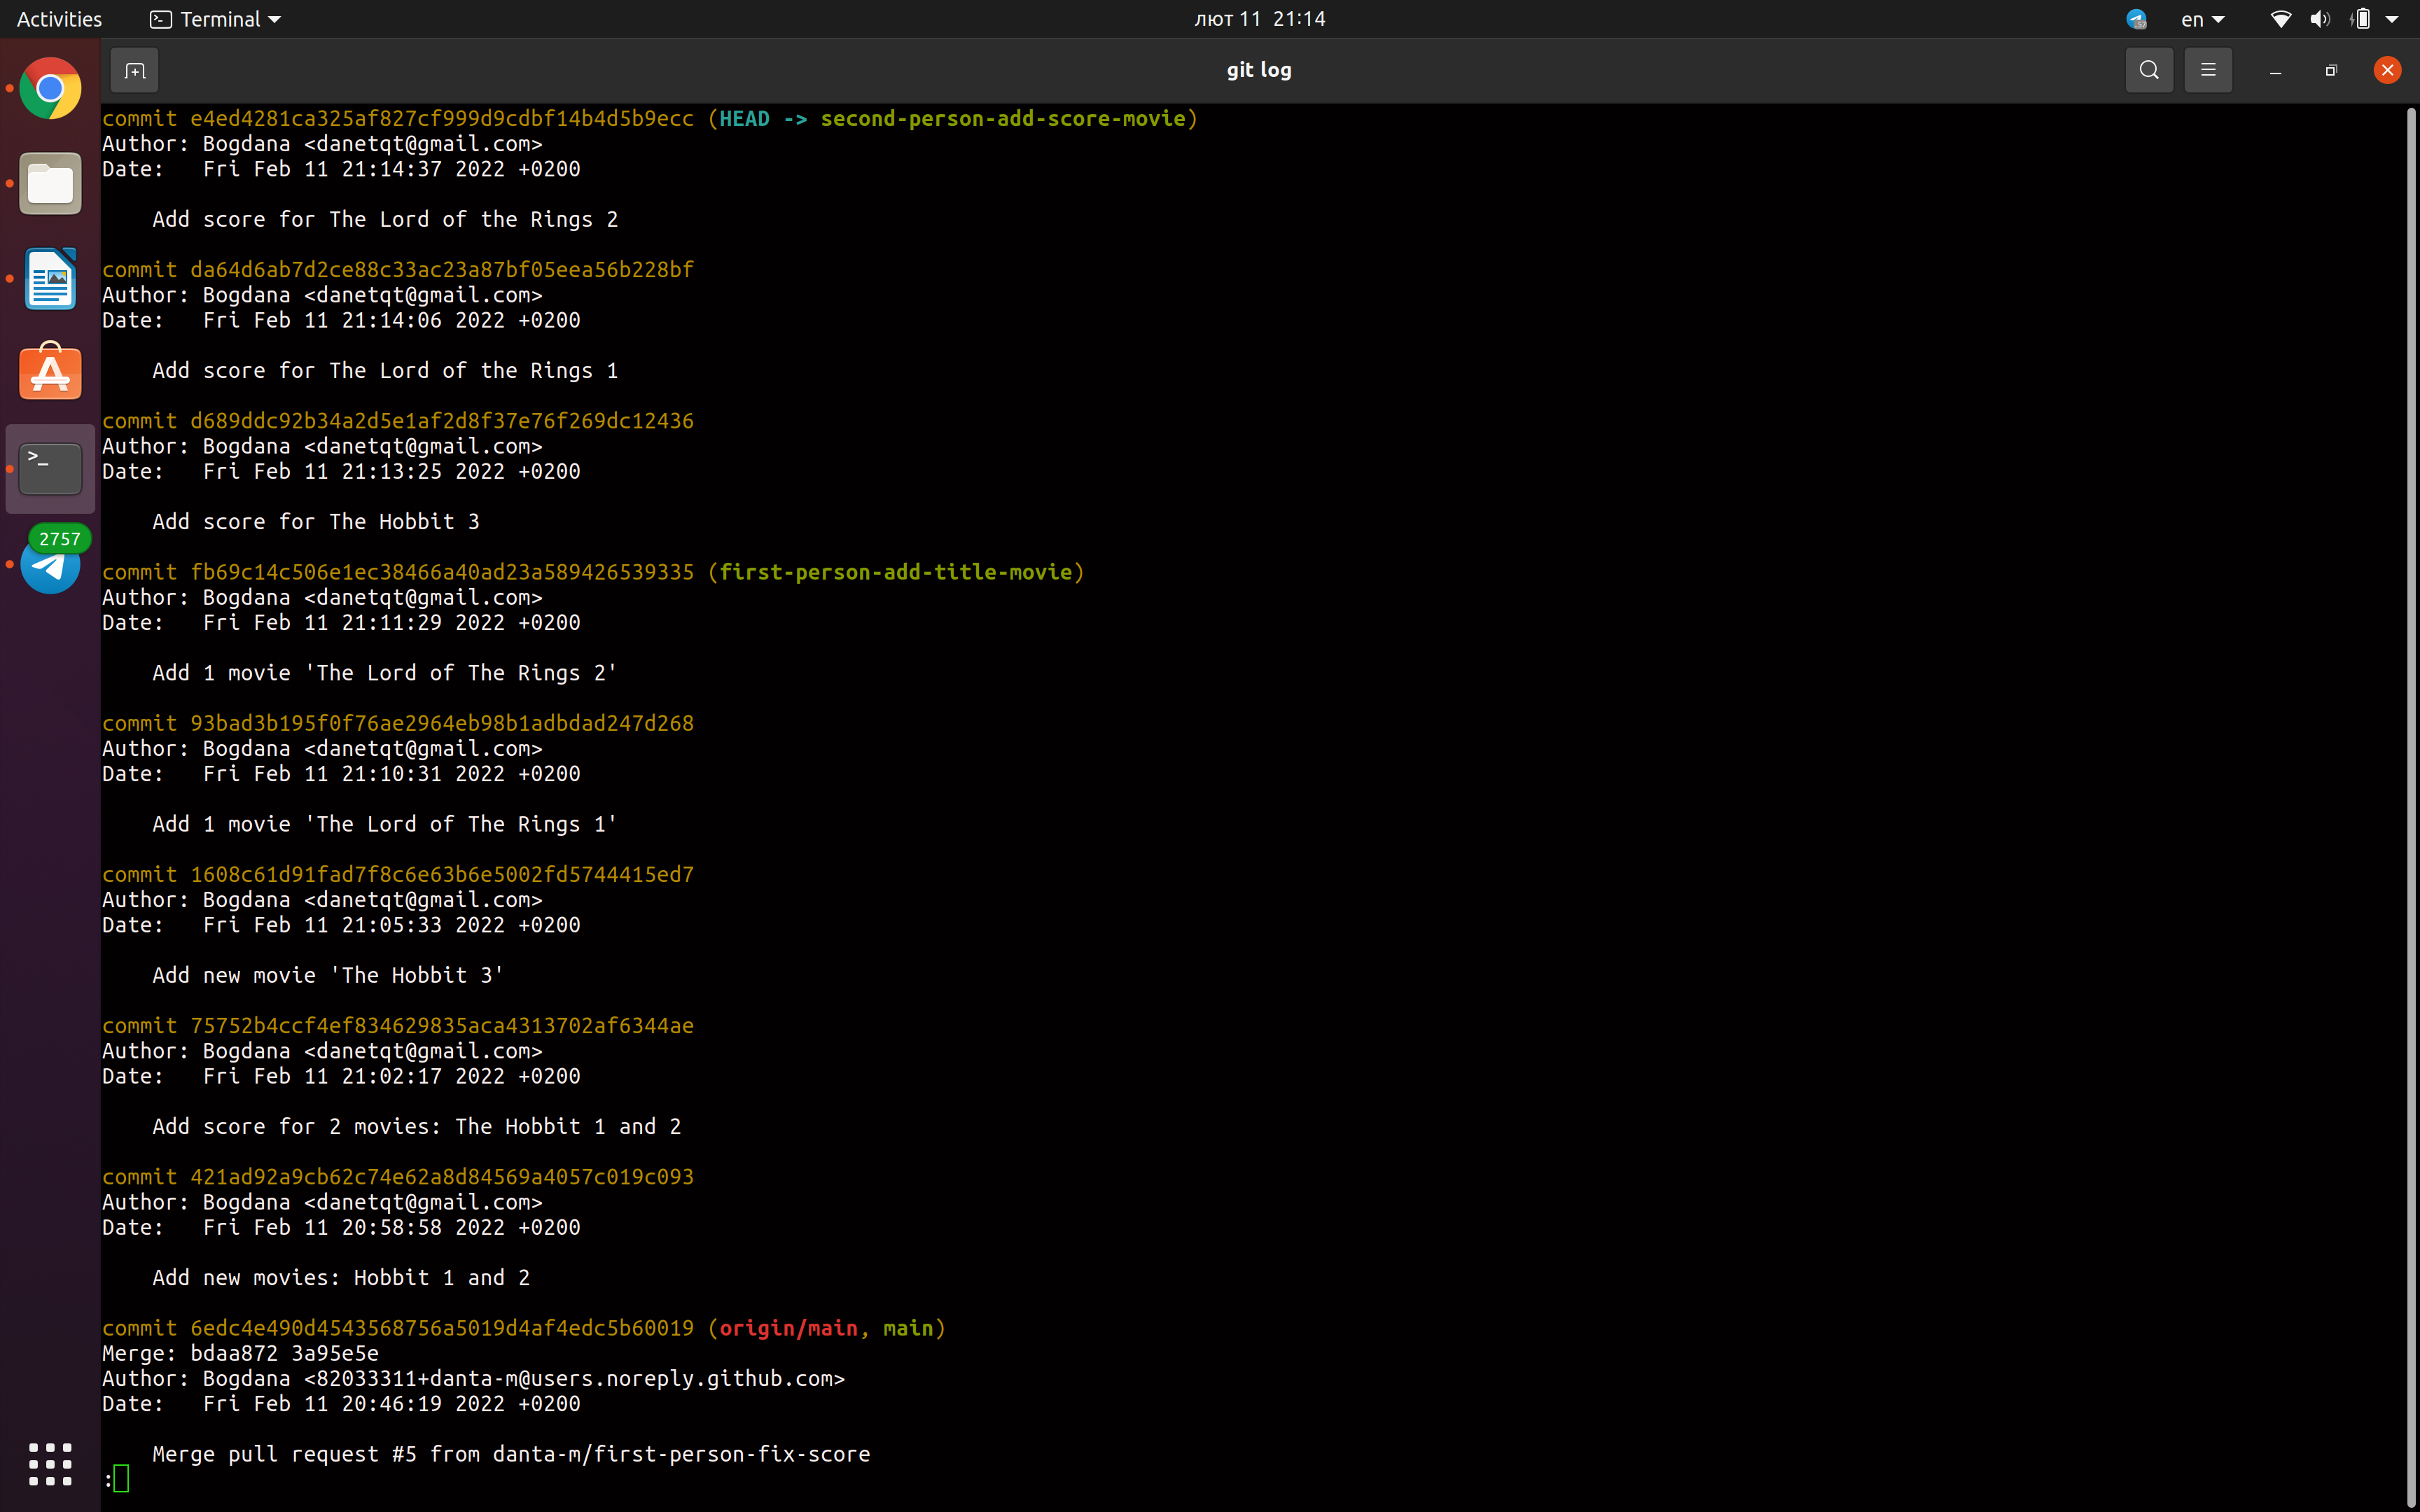 Activities
Terminal
лют 11 21:14
en
git log
commit e4ed4281ca325af827cf999d9cdbf14b4d5b9ecc (HEAD -> second-person-add-score-movie)
Author: Bogdana <danetqt@gmail.com>
Date:   Fri Feb 11 21:14:37 2022 +0200
    Add score for The Lord of the Rings 2
commit da64d6ab7d2ce88c33ac23a87bf05eea56b228bf
Author: Bogdana <danetqt@gmail.com>
Date:   Fri Feb 11 21:14:06 2022 +0200
    Add score for The Lord of the Rings 1
commit d689ddc92b34a2d5e1af2d8f37e76f269dc12436
Author: Bogdana <danetqt@gmail.com>
Date:   Fri Feb 11 21:13:25 2022 +0200
    Add score for The Hobbit 3
2757
commit fb69c14c506e1ec38466a40ad23a589426539335 (first-person-add-title-movie)
Author: Bogdana <danetqt@gmail.com>
Date:   Fri Feb 11 21:11:29 2022 +0200
    Add 1 movie 'The Lord of The Rings 2'
commit 93bad3b195f0f76ae2964eb98b1adbdad247d268
Author: Bogdana <danetqt@gmail.com>
Date:   Fri Feb 11 21:10:31 2022 +0200
    Add 1 movie 'The Lord of The Rings 1'
commit 1608c61d91fad7f8c6e63b6e5002fd5744415ed7
Author: Bogdana <danetqt@gmail.com>
Date:   Fri Feb 11 21:05:33 2022 +0200
    Add new movie 'The Hobbit 3'
commit 75752b4ccf4ef834629835aca4313702af6344ae
Author: Bogdana <danetqt@gmail.com>
Date:   Fri Feb 11 21:02:17 2022 +0200
    Add score for 2 movies: The Hobbit 1 and 2
commit 421ad92a9cb62c74e62a8d84569a4057c019c093
Author: Bogdana <danetqt@gmail.com>
Date:   Fri Feb 11 20:58:58 2022 +0200
    Add new movies: Hobbit 1 and 2
commit 6edc4e490d4543568756a5019d4af4edc5b60019 (origin/main, main)
Merge: bdaa872 3a95e5e
Author: Bogdana <82033311+danta-m@users.noreply.github.com>
Date:   Fri Feb 11 20:46:19 2022 +0200
    Merge pull request #5 from danta-m/first-person-fix-score
: